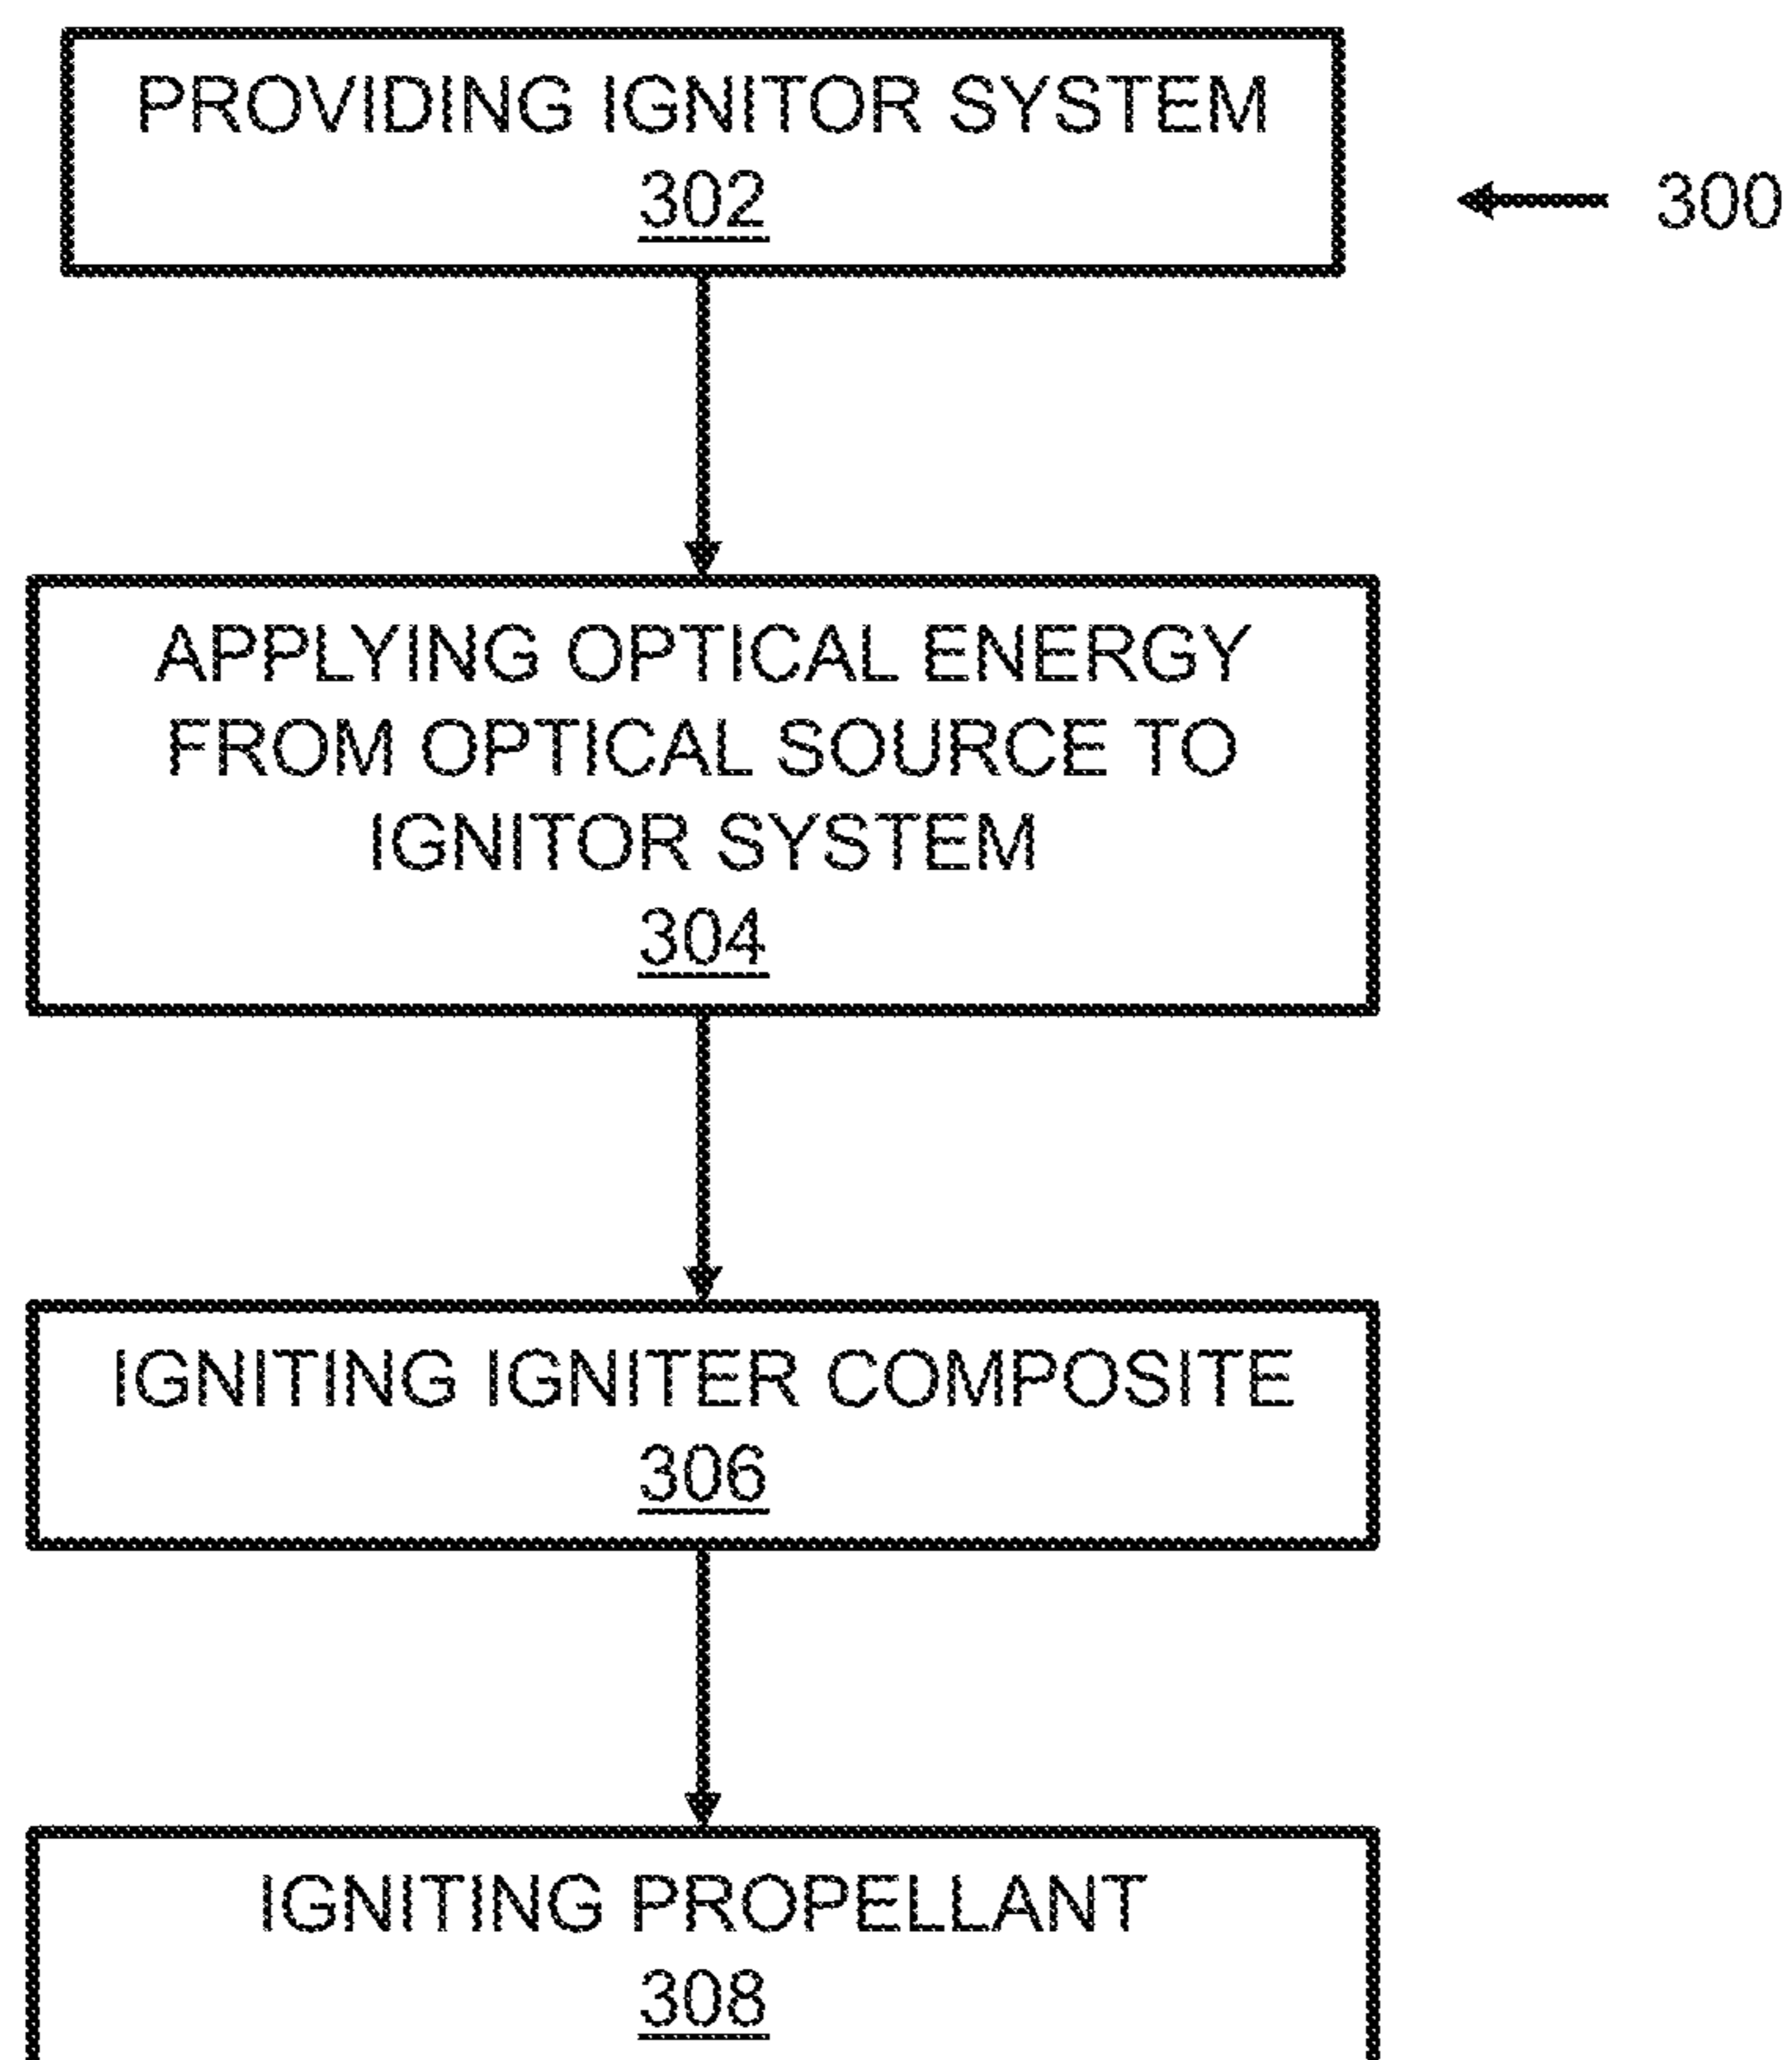 PROVIDING IGNITOR SYSTEM
302
300
APPLYING OPTICAL ENERGY
FROM OPTICAL SOURCE TO
IGNITOR SYSTEM
304
IGNITING IGNITER COMPOSITE
306
IGNITING PROPELLANT
308